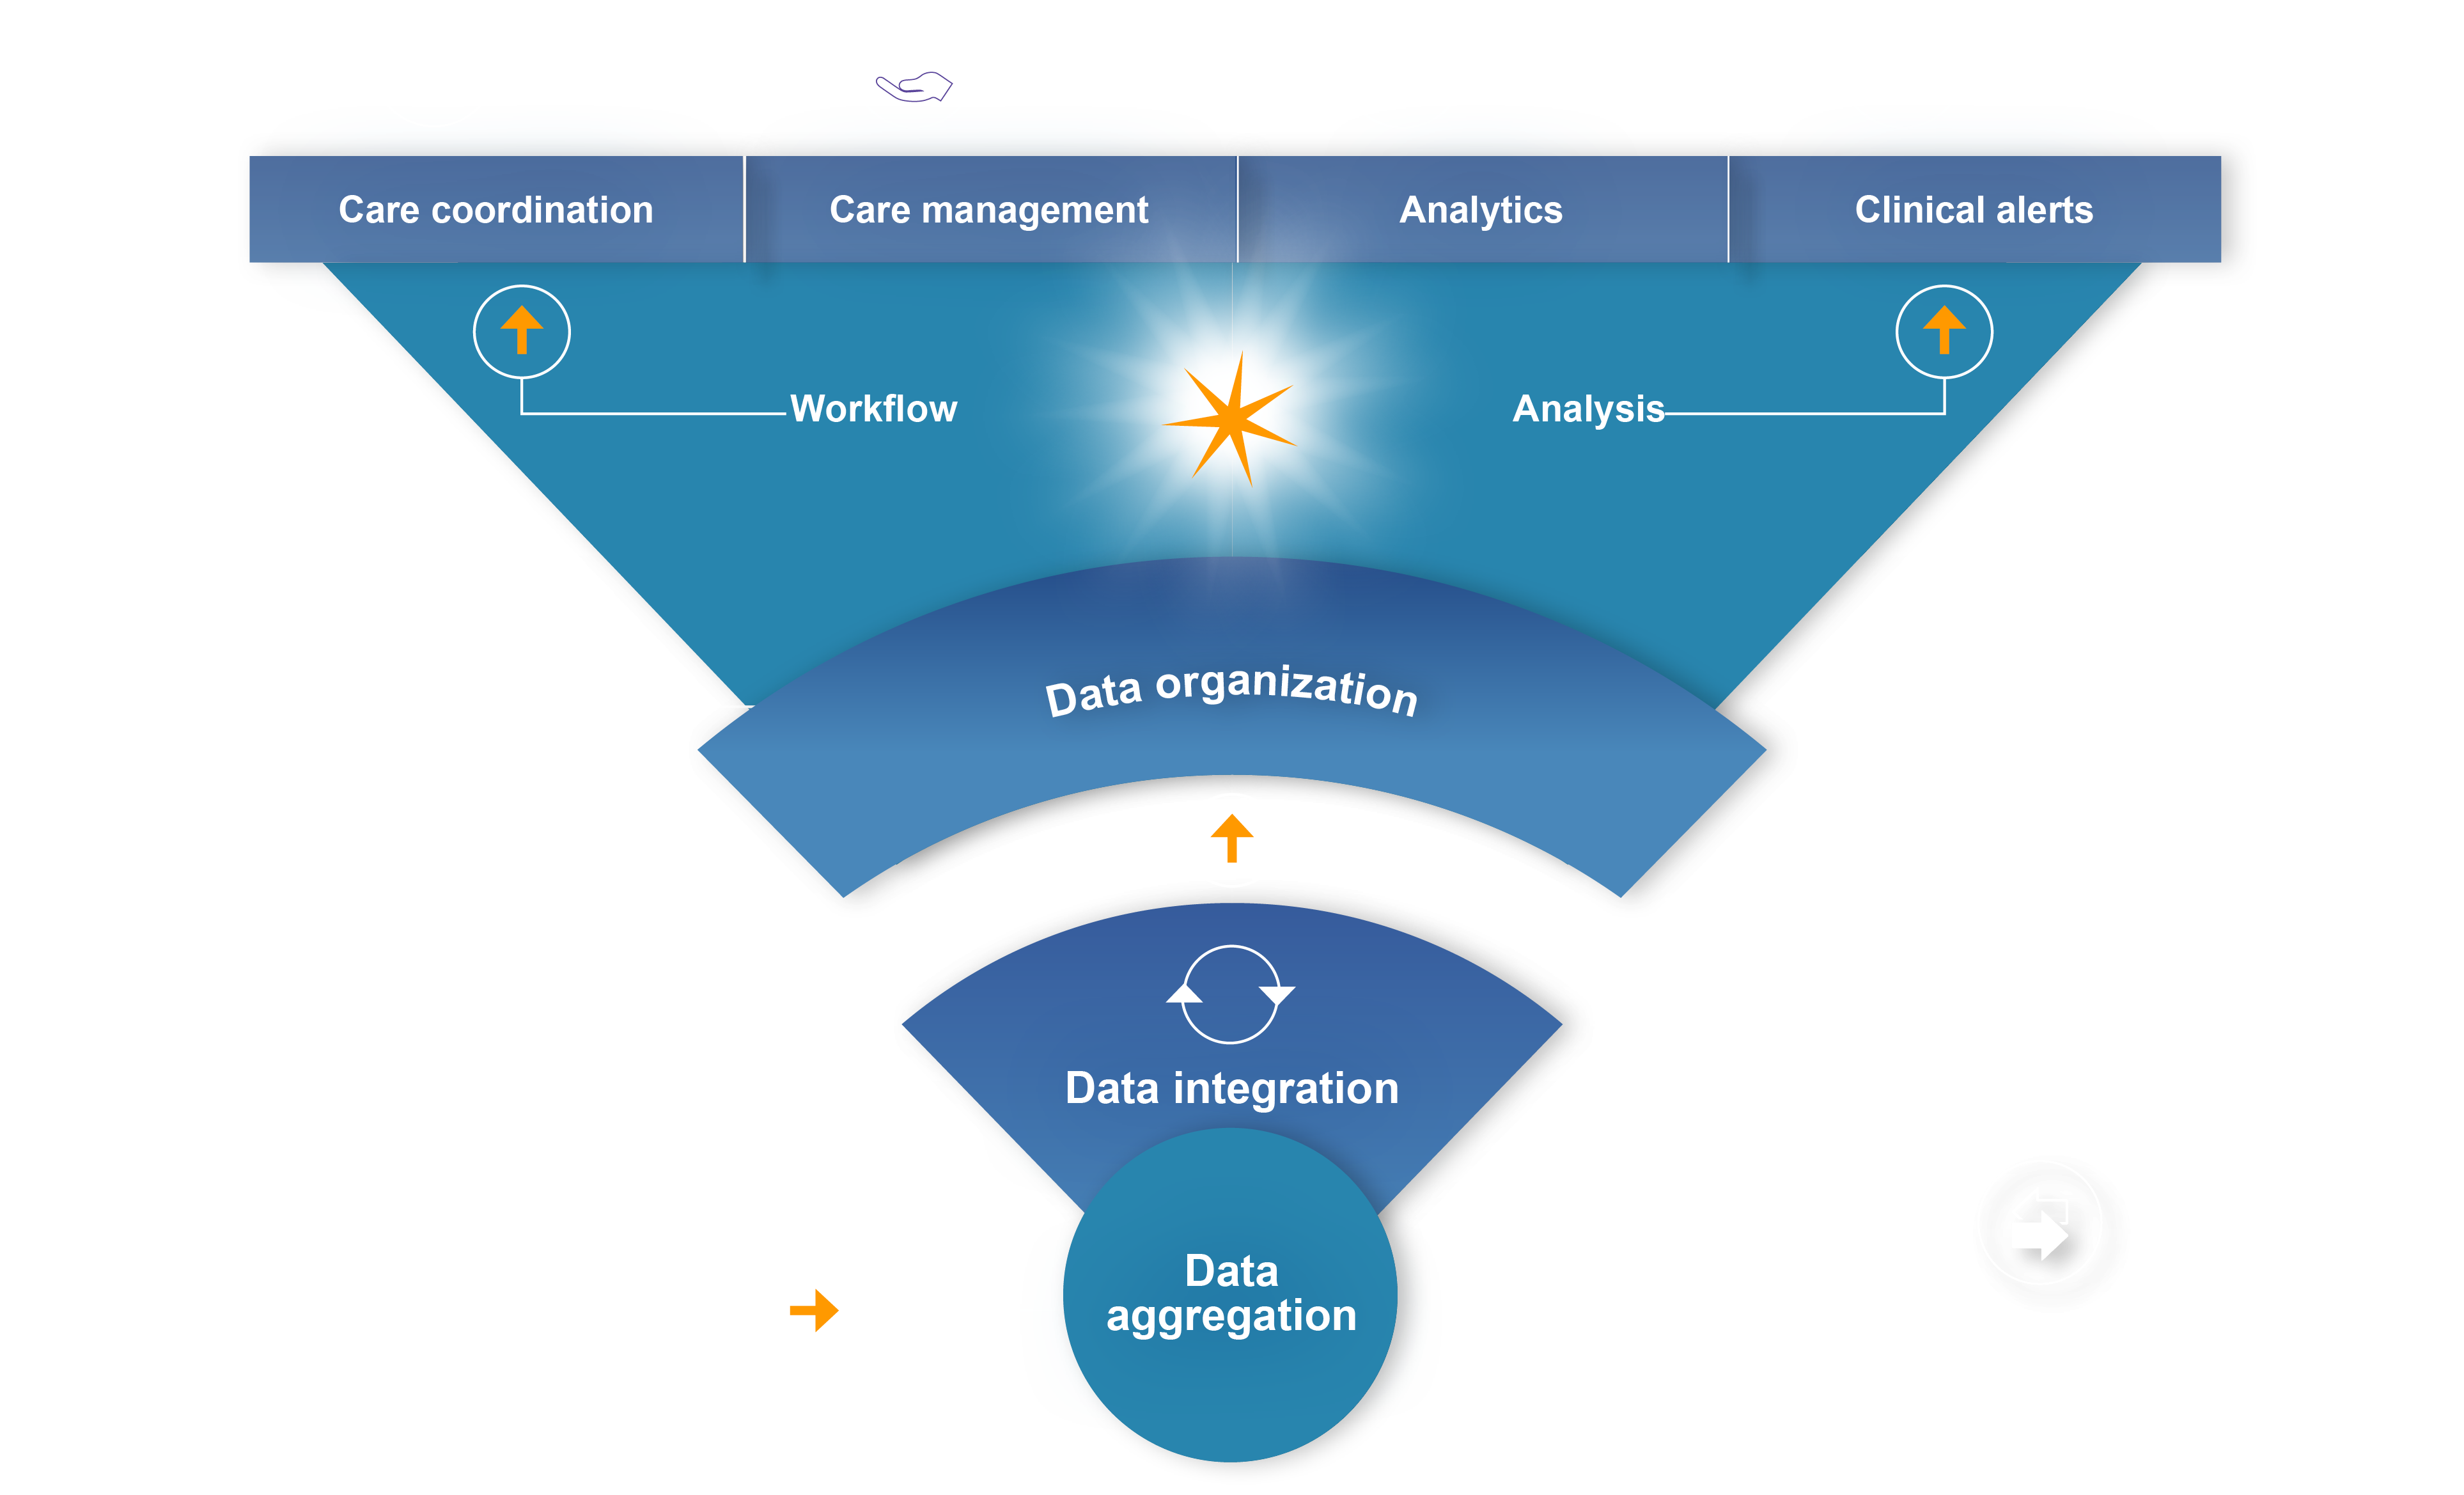 Care coordination
Care management
Analytics
Clinical alerts
Workflow
Analysis
Data organization
Data integration
Data
aggregation